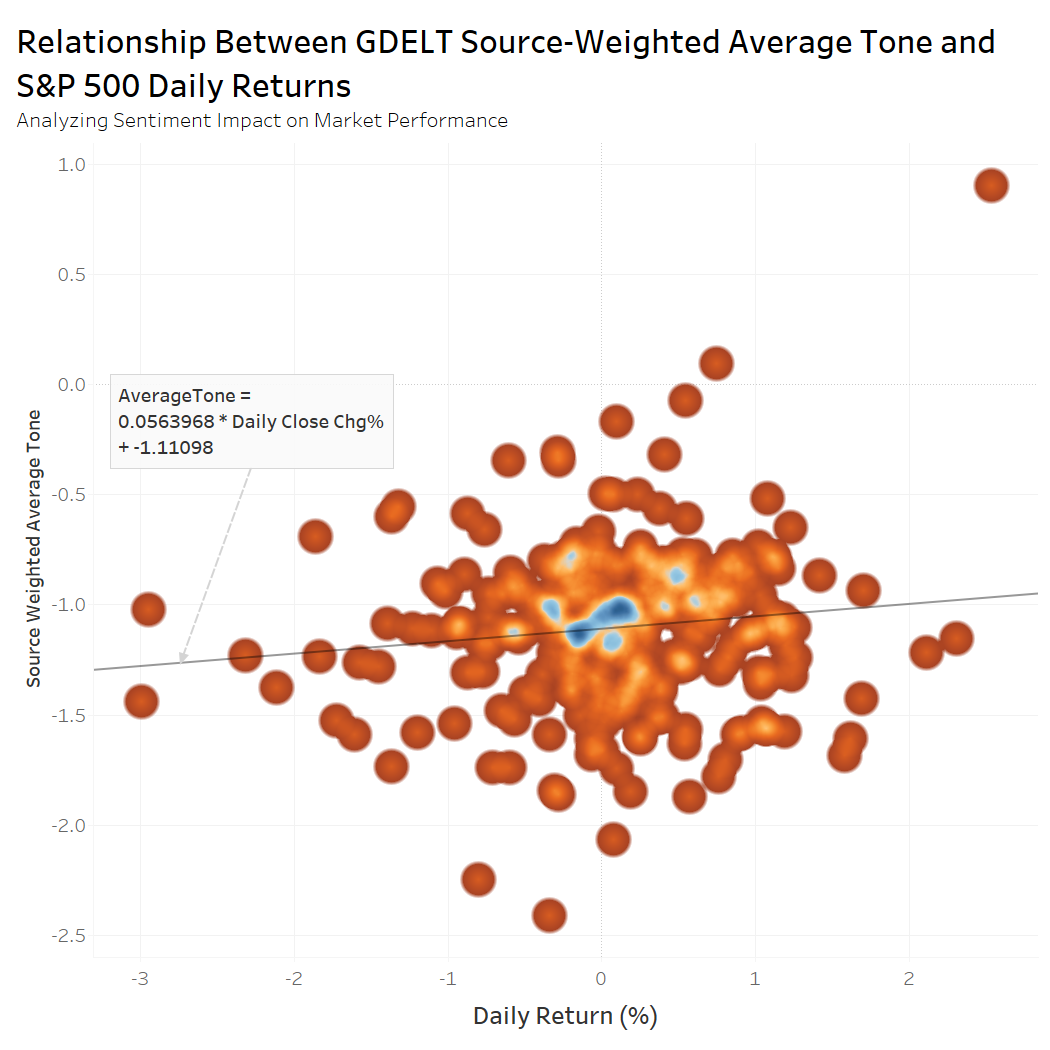 Relationship Between GDELT Source-Weighted Average Tone and
S&P 500 Daily Returns
Analyzing Sentiment Impact on Market Performance
Source Weighted Average Tone
1.0
0.5
0.0
-0.5
-1.0
-1.5
-2.0
-2.5
AverageTone =
0.0563968 * Daily Close Chg%
+ -1.11098
-3
-2
-1
0
1
2
Daily Return (%)